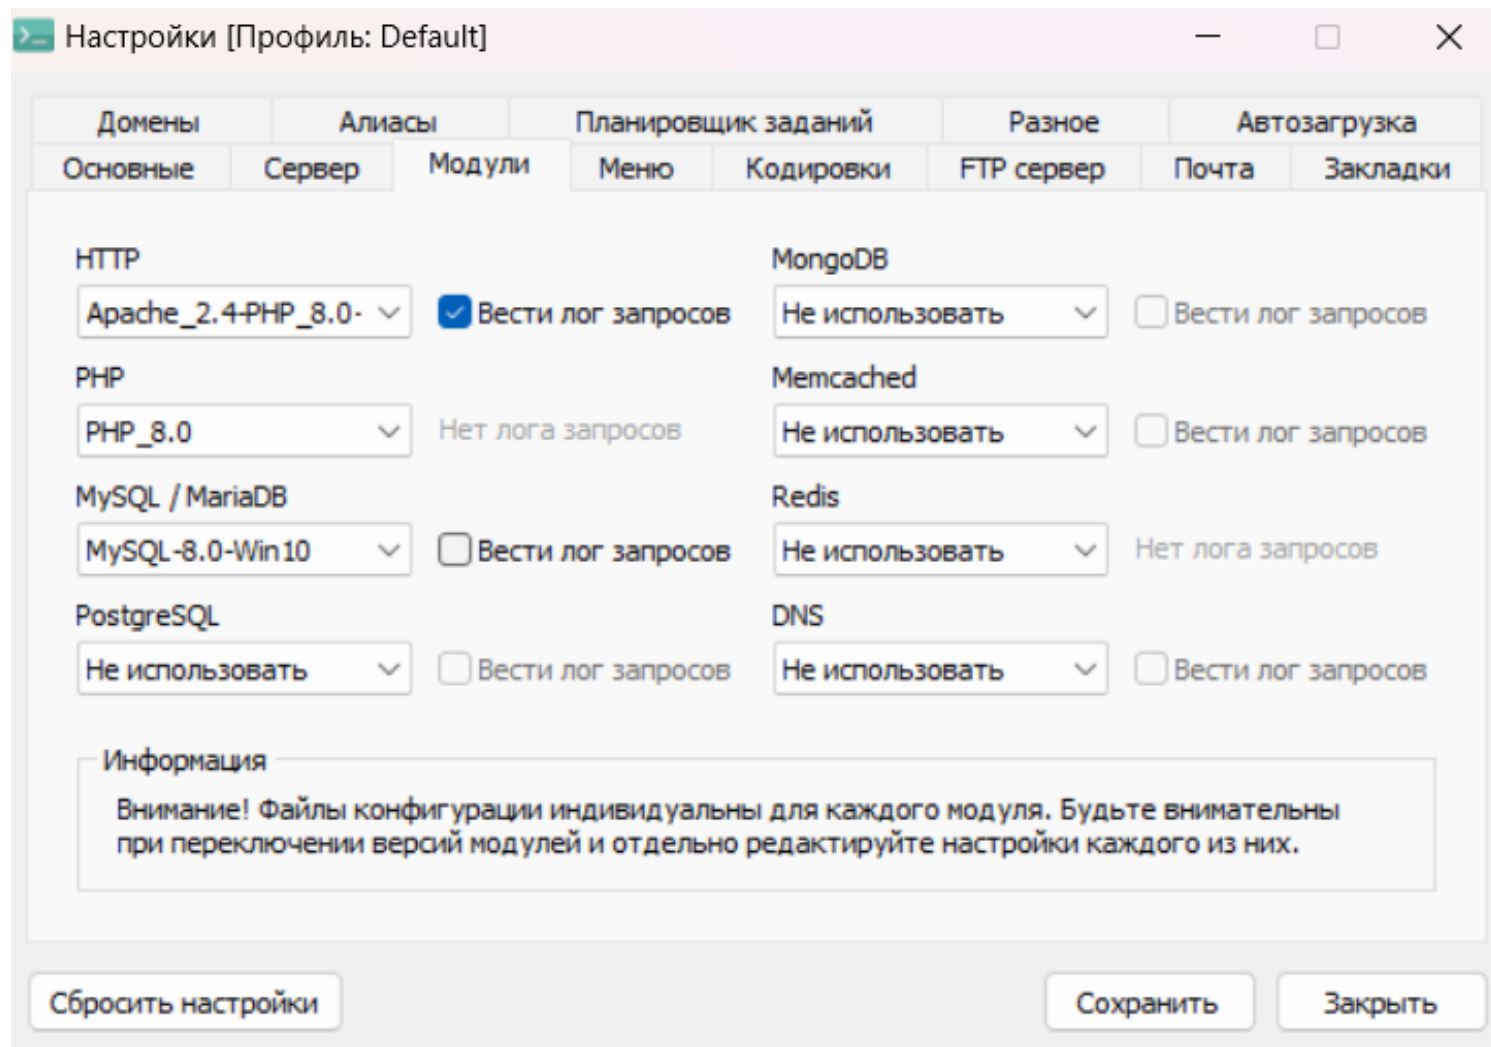 Настройки [Профиль: Default]
Домены Алиасы Планировщик заданий Разное Автозагрузка
Основные Сервер Модули Меню Кодировки FTP сервер Почта Закладки
HTTP
Apache_2.4-PHP_8.0- Вести лог запросов
PHP
PHP_8.0 Нет лога запросов
MySQL / MariaDB
MySQL-8.0-Win10 Вести лог запросов
PostgreSQL
Не использовать Вести лог запросов
MongoDB
Не использовать Вести лог запросов
Memcached
Не использовать Вести лог запросов
Redis
Не использовать Нет лога запросов
DNS
Не использовать Вести лог запросов
Информация
Внимание! Файлы конфигурации индивидуальны для каждого модуля. Будьте внимательны
при переключении версий модулей и отдельно редактируйте настройки каждого из них.
Сбросить настройки Сохранить Закрыть